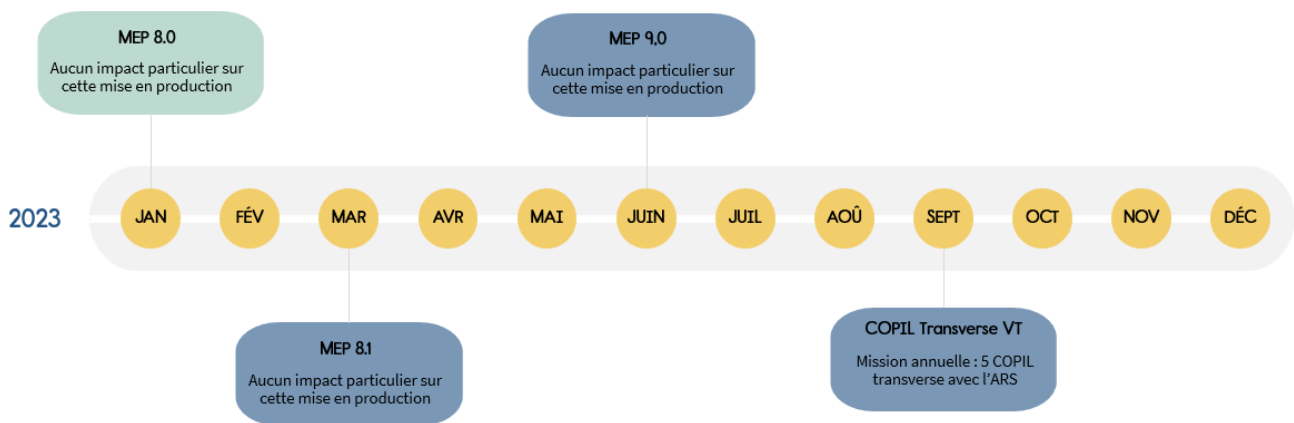 MEP 8.0
Aucun impact particulier sur
cette mise en production
MEP 9,0
Aucun impact particulier sur
cette mise en production
2023
JAN
FÉV
MAR
AVR
MAI
JUIN
JUIL
AOÛ
SEPT
OCT
NOV
DÉC
MEP 8.1
Aucun impact particulier sur
cette mise en production
COPIL Transverse VT
Mission annuelle : 5 COPIL
transverse avec l'ARS